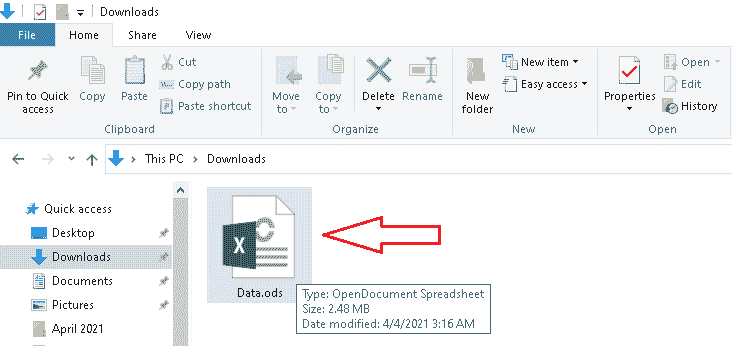 Downloads
File Home Share View
Pin to Quick access
Copy
Paste
Cut
Copy path
Paste shortcut
Clipboard
Move to
Copy to
Delete
Rename
Organize
New folder
New item
Easy access
New
Properties
Open
Edit
History
Open
This PC > Downloads
Quick access
Desktop
Downloads
Documents
Pictures
April 2021
X
Data.ods
Type: OpenDocument Spreadsheet
Size: 2.48 MB
Date modified: 4/4/2021 3:16 AM